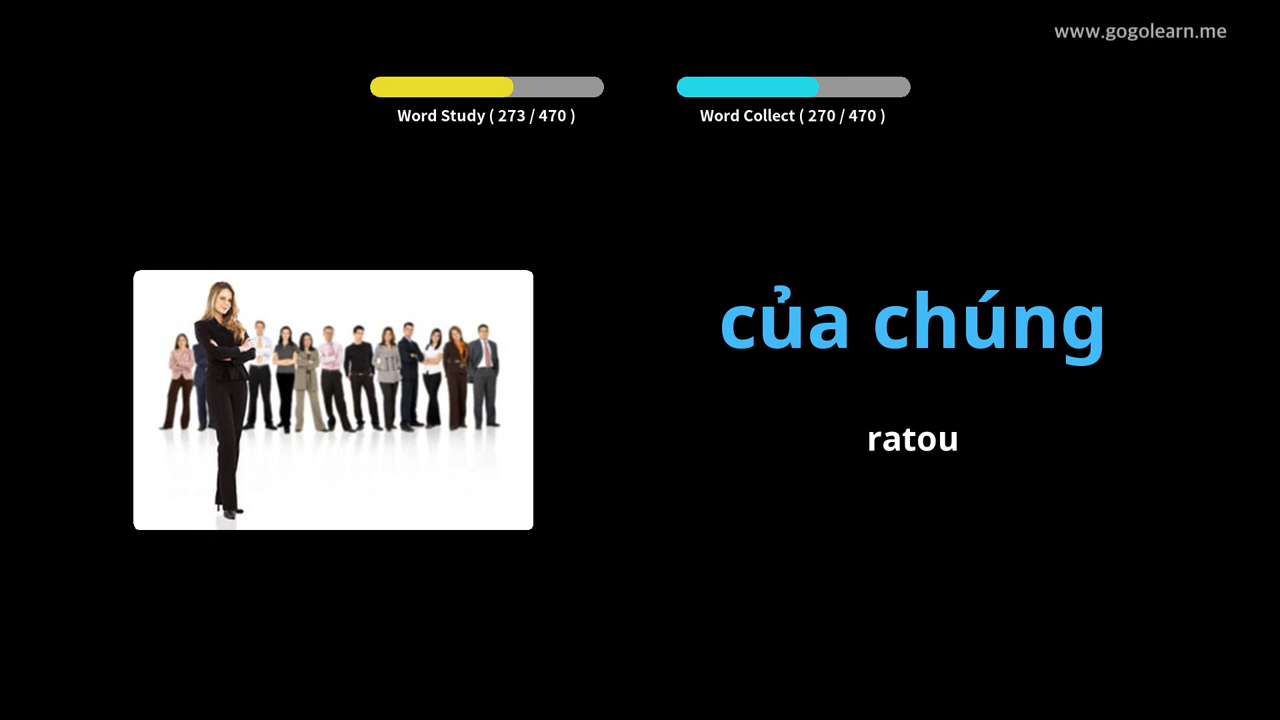 www.gogolearn.me
Word Study ( 273 / 470 )
Word Collect ( 270 / 470 )
của chúng
ratou